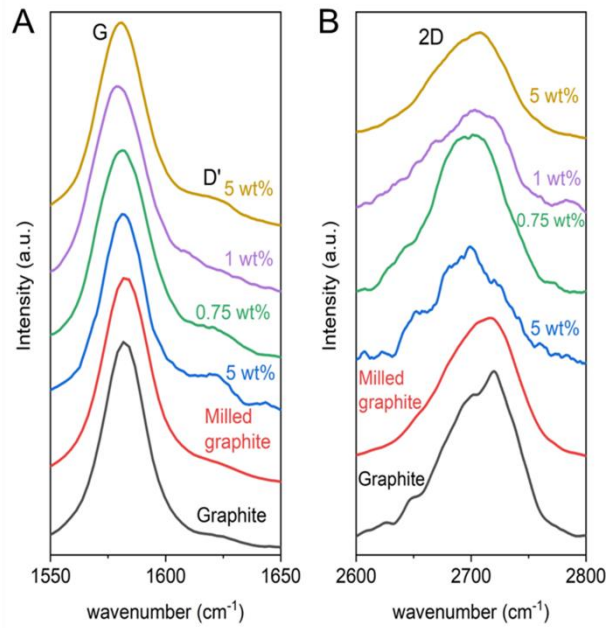 A
G
D'
5 wt%
1 wt%
0.75 wt%
5 wt%
Milled
graphite
Graphite
Intensity (a.u.)
1550
1600
1650
wavenumber (cm⁻¹)
B
2D
5 wt%
1 wt%
0.75 wt%
5 wt%
Milled
graphite
Graphite
Intensity (a.u.)
2600
2700
2800
wavenumber (cm⁻¹)